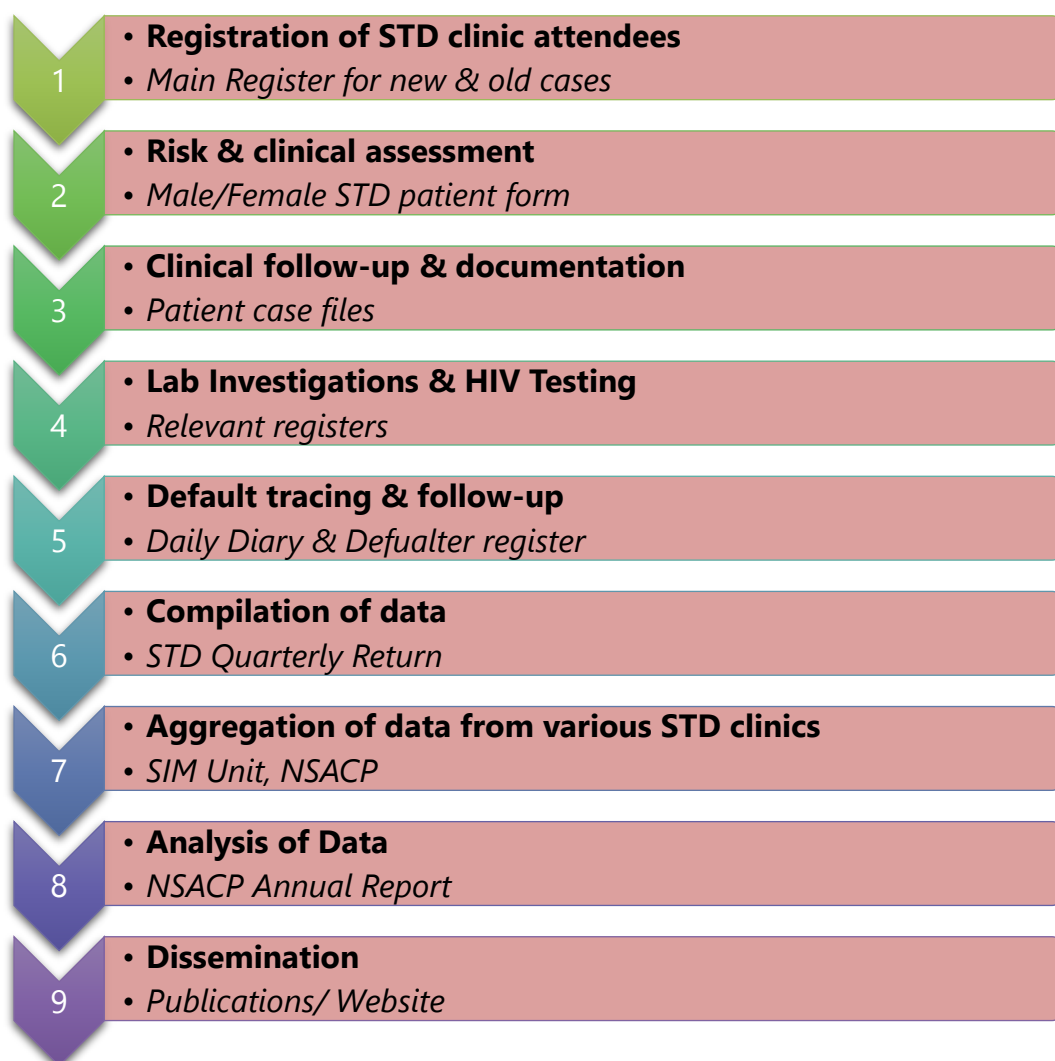 1
• Registration of STD clinic attendees
• Main Register for new & old cases
2
• Risk & clinical assessment
• Male/Female STD patient form
3
• Clinical follow-up & documentation
• Patient case files
4
• Lab Investigations & HIV Testing
• Relevant registers
5
• Default tracing & follow-up
• Daily Diary & Defualter register
6
• Compilation of data
• STD Quarterly Return
7
• Aggregation of data from various STD clinics
• SIM Unit, NSACP
8
• Analysis of Data
• NSACP Annual Report
9
• Dissemination
• Publications/ Website